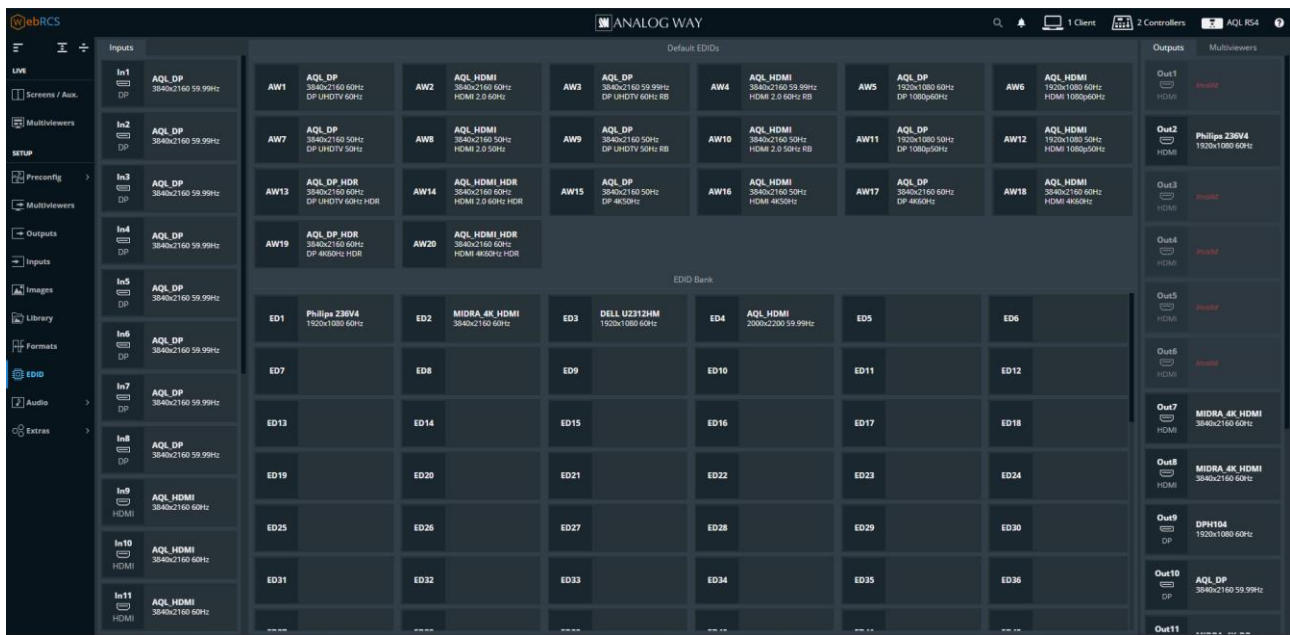 WebRCS
ANALOG WAY
1 Client
2 Controllers
AQL RS4
?
LIVE
Screens / Aux.
Multiviewers
SETUP
Preconfig
Multiviewers
Outputs
Inputs
Images
Library
Formats
EDID
Audio
Extras
Inputs
In1
DP
AQL_DP
3840x2160 59.99Hz
In2
DP
AQL_DP
3840x2160 59.99Hz
In3
DP
AQL_DP
3840x2160 59.99Hz
In4
DP
AQL_DP
3840x2160 59.99Hz
In5
DP
AQL_DP
3840x2160 59.99Hz
In6
DP
AQL_DP
3840x2160 59.99Hz
In7
DP
AQL_DP
3840x2160 59.99Hz
In8
DP
AQL_DP
3840x2160 59.99Hz
In9
HDMI
AQL_HDMI
3840x2160 60Hz
In10
HDMI
AQL_HDMI
3840x2160 60Hz
In11
HDMI
AQL_HDMI
3840x2160 60Hz
Default EDIDs
AW1
AQL_DP
3840x2160 60Hz
DP UHDTV 60Hz
AW2
AQL_HDMI
3840x2160 60Hz
HDMI 2.0 60Hz
AW3
AQL_DP
3840x2160 59.99Hz
DP UHDTV 60Hz RB
AW4
AQL_HDMI
3840x2160 59.99Hz
HDMI 2.0 60Hz RB
AW5
AQL_DP
1920x1080 60Hz
DP 1080p60Hz
AW6
AQL_HDMI
1920x1080 60Hz
HDMI 1080p60Hz
AW7
AQL_DP
3840x2160 50Hz
DP UHDTV 50Hz
AW8
AQL_HDMI
3840x2160 50Hz
HDMI 2.0 50Hz
AW9
AQL_DP
3840x2160 50Hz
DP UHDTV 50Hz RB
AW10
AQL_HDMI
3840x2160 50Hz
HDMI 2.0 50Hz RB
AW11
AQL_DP
1920x1080 50Hz
DP 1080p50Hz
AW12
AQL_HDMI
1920x1080 50Hz
HDMI 1080p50Hz
AW13
AQL_DP_HDR
3840x2160 60Hz
DP UHDTV 60Hz HDR
AW14
AQL_HDMI_HDR
3840x2160 60Hz
HDMI 2.0 60Hz HDR
AW15
AQL_DP
3840x2160 50Hz
DP 4K50Hz
AW16
AQL_HDMI
3840x2160 50Hz
HDMI 4K50Hz
AW17
AQL_DP
3840x2160 60Hz
DP 4K60Hz
AW18
AQL_HDMI
3840x2160 60Hz
HDMI 4K60Hz
AW19
AQL_DP_HDR
3840x2160 60Hz
DP 4K60Hz HDR
AW20
AQL_HDMI_HDR
3840x2160 60Hz
HDMI 4K60Hz HDR
EDID Bank
ED1
Philips 236V4
1920x1080 60Hz
ED2
MIDRA_4K_HDMI
3840x2160 60Hz
ED3
DELL U2312HM
1920x1080 60Hz
ED4
AQL_HDMI
2000x2200 59.99Hz
ED5
ED6
ED7
ED8
ED9
ED10
ED11
ED12
ED13
ED14
ED15
ED16
ED17
ED18
ED19
ED20
ED21
ED22
ED23
ED24
ED25
ED26
ED27
ED28
ED29
ED30
ED31
ED32
ED33
ED34
ED35
ED36
Outputs
Multiviewers
Out1
HDMI
Invalid
Out2
HDMI
Philips 236V4
1920x1080 60Hz
Out3
HDMI
Invalid
Out4
HDMI
Invalid
Out5
HDMI
Invalid
Out6
HDMI
Invalid
Out7
HDMI
MIDRA_4K_HDMI
3840x2160 60Hz
Out8
HDMI
MIDRA_4K_HDMI
3840x2160 60Hz
Out9
DP
DPH104
1920x1080 60Hz
Out10
DP
AQL_DP
3840x2160 59.99Hz
Out11